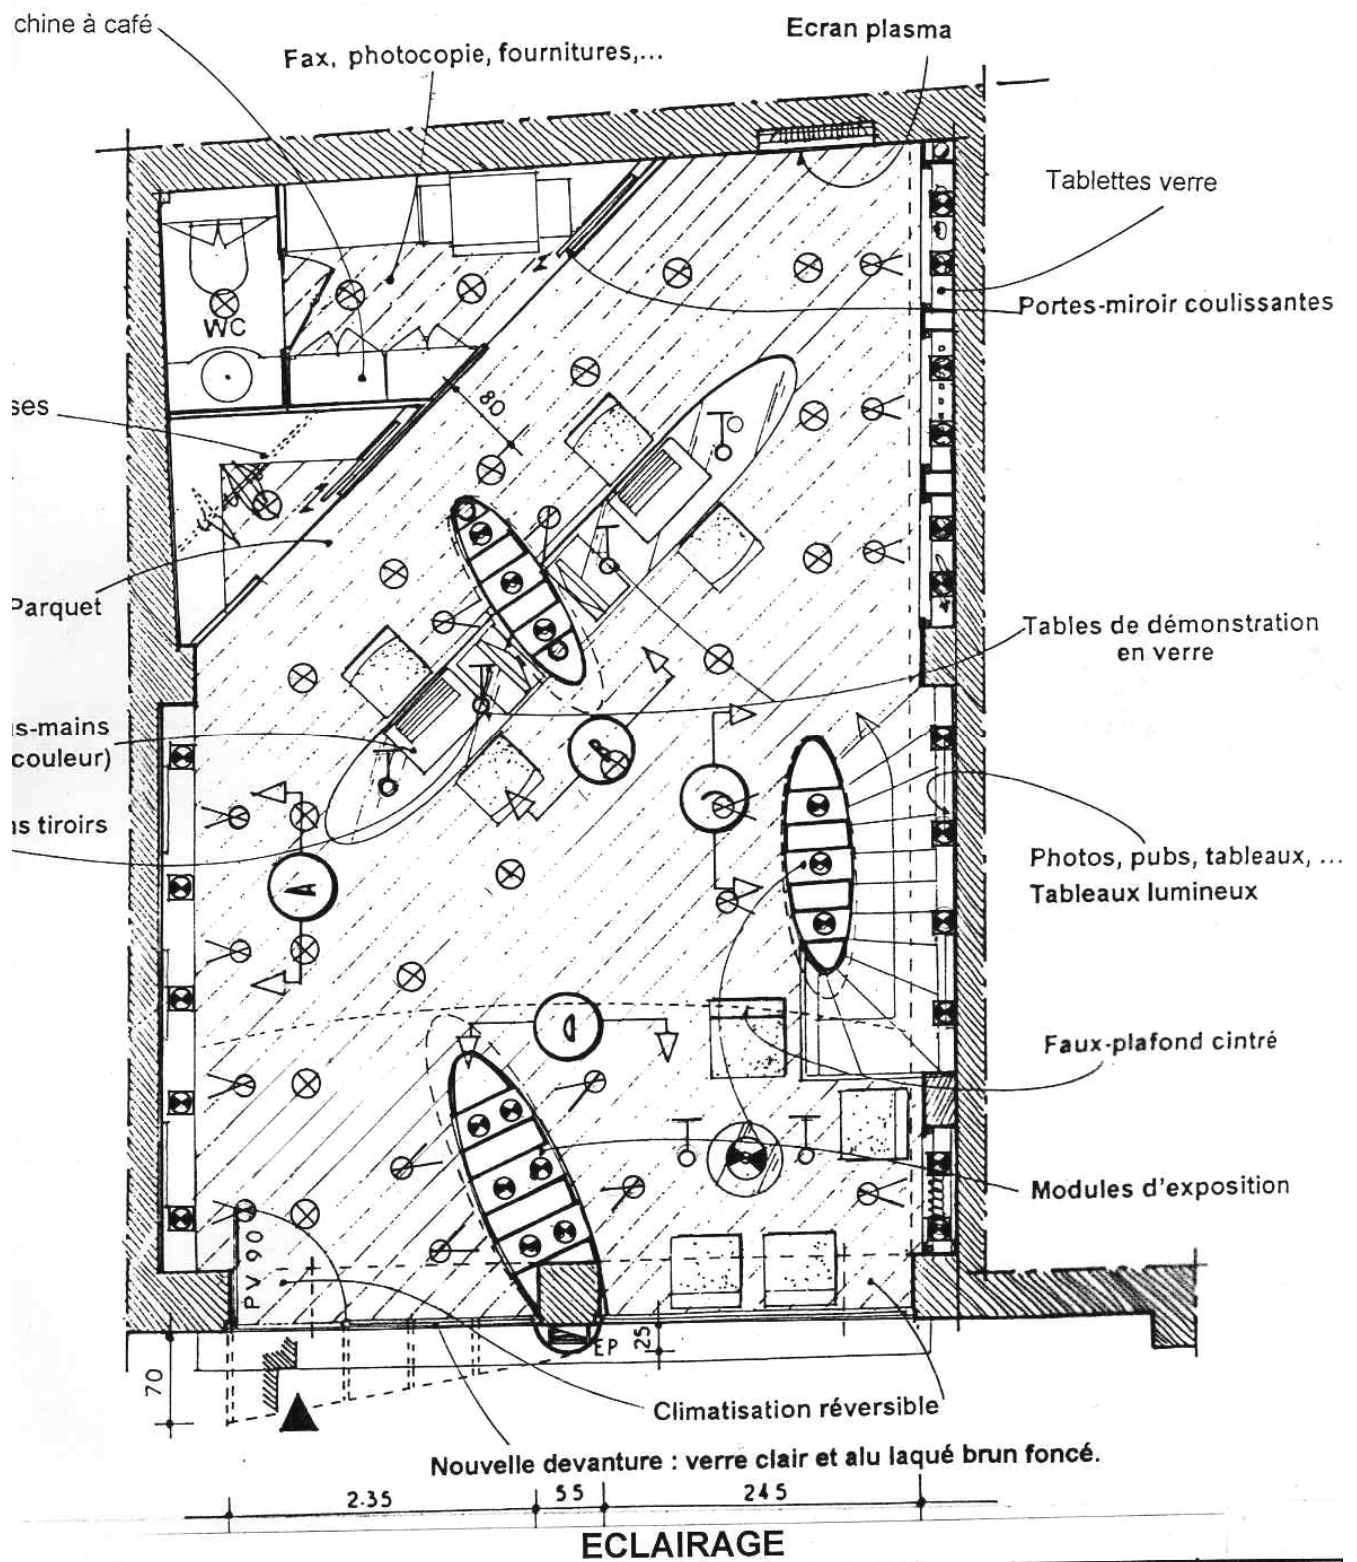 chine à café
Fax, photocopie, fournitures,...
Ecran plasma
Tablettes verre
Portes-miroir coulissantes
WC
80
ses
Parquet
Tables de démonstration
en verre
is-mains
couleur)
ns tiroirs
B
C
A
Photos, pubs, tableaux, ...
Tableaux lumineux
D
Faux-plafond cintré
Modules d'exposition
PV 90
EP
25
70
Climatisation réversible
Nouvelle devanture : verre clair et alu laqué brun foncé.
2.35
55
245
ECLAIRAGE